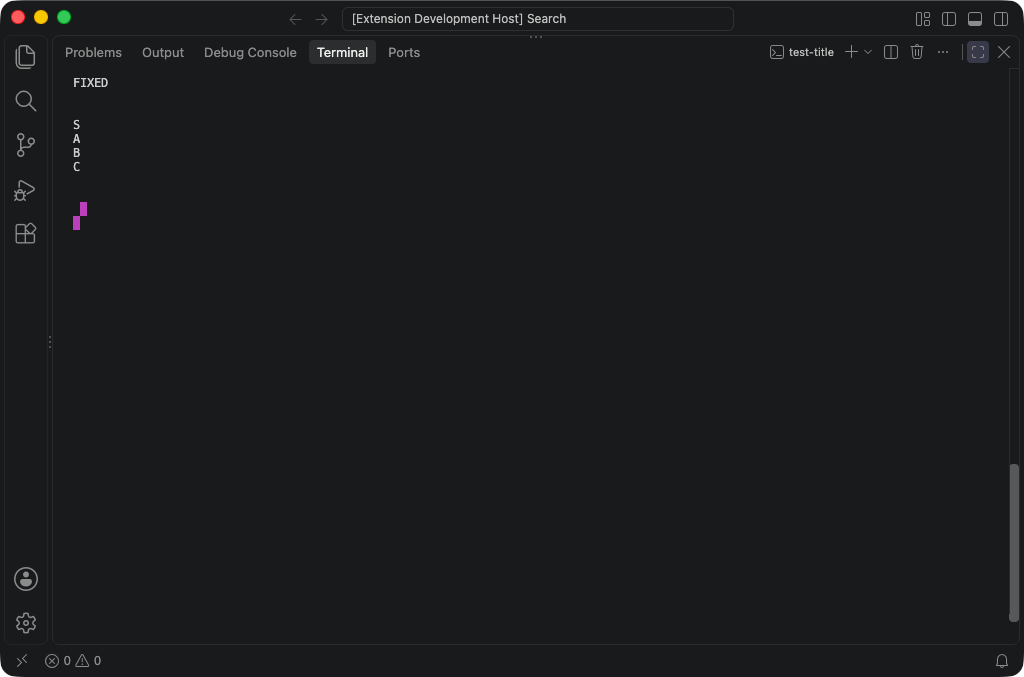 [Extension Development Host] Search
Problems Output Debug Console Terminal Ports test-title
FIXED
S
A
B
C
0 0